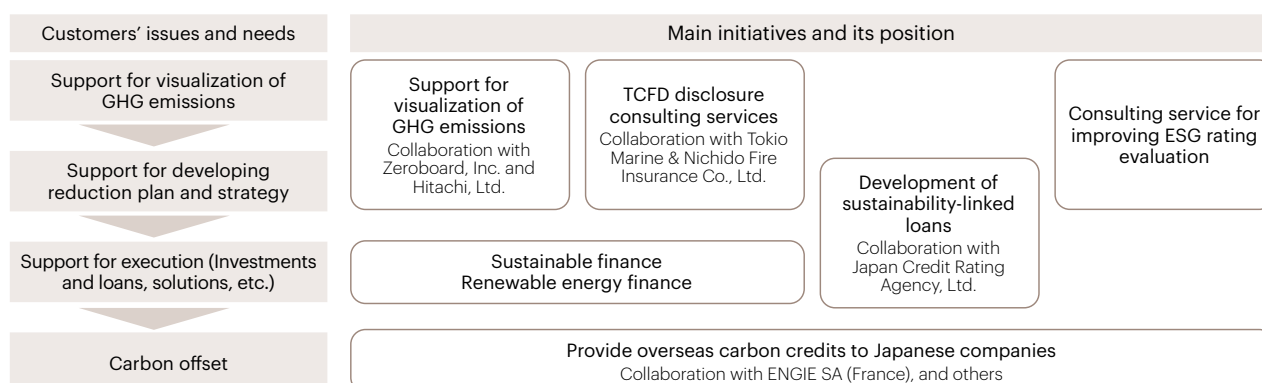 Customers’ issues and needs
Main initiatives and its position
Support for visualization of
GHG emissions
Support for developing
reduction plan and strategy
Support for execution (Investments
and loans, solutions, etc.)
Carbon offset
Support for
visualization of
GHG emissions
Collaboration with
Zeroboard, Inc. and
Hitachi, Ltd.
TCFD disclosure
consulting services
Collaboration with Tokio
Marine & Nichido Fire
Insurance Co., Ltd.
Development of
sustainability-linked
loans
Collaboration with
Japan Credit Rating
Agency, Ltd.
Consulting service for
improving ESG rating
evaluation
Sustainable finance
Renewable energy finance
Provide overseas carbon credits to Japanese companies
Collaboration with ENGIE SA (France), and others